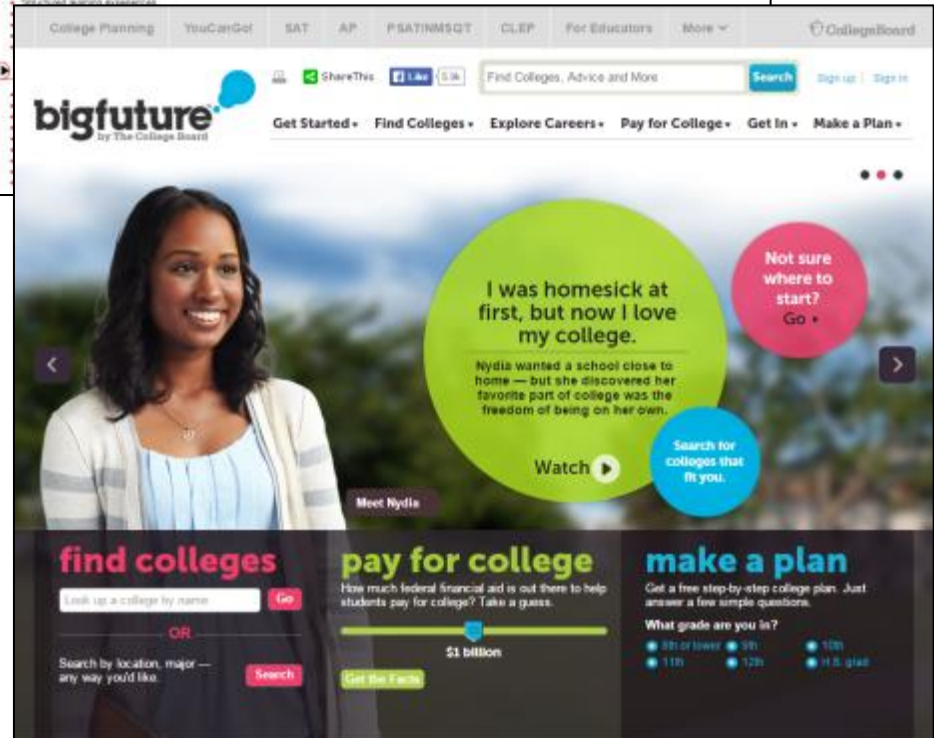 Structured learning experiences
College Planning YouCanGo! SAT AP PSAT/NMSQT CLEP For Educators More CollegeBoard
ShareThis Like 5.9k Find Colleges, Advice and More Search Sign up | Sign in
bigfuture
by The College Board
Get Started Find Colleges Explore Careers Pay for College Get In Make a Plan
I was homesick at
first, but now I love
my college.
Nydia wanted a school close to
home — but she discovered her
favorite part of college was the
freedom of being on her own.
Watch
Not sure
where to
start?
Go
Search for
colleges that
fit you.
Meet Nydia
find colleges
Look up a college by name Go
OR
Search by location, major —
any way you'd like.
Search
pay for college
How much federal financial aid is out there to help
students pay for college? Take a guess.
$1 billion
Get the Facts
make a plan
Get a free step-by-step college plan. Just
answer a few simple questions.
What grade are you in?
8th or lower 9th 10th
11th 12th H.S. grad